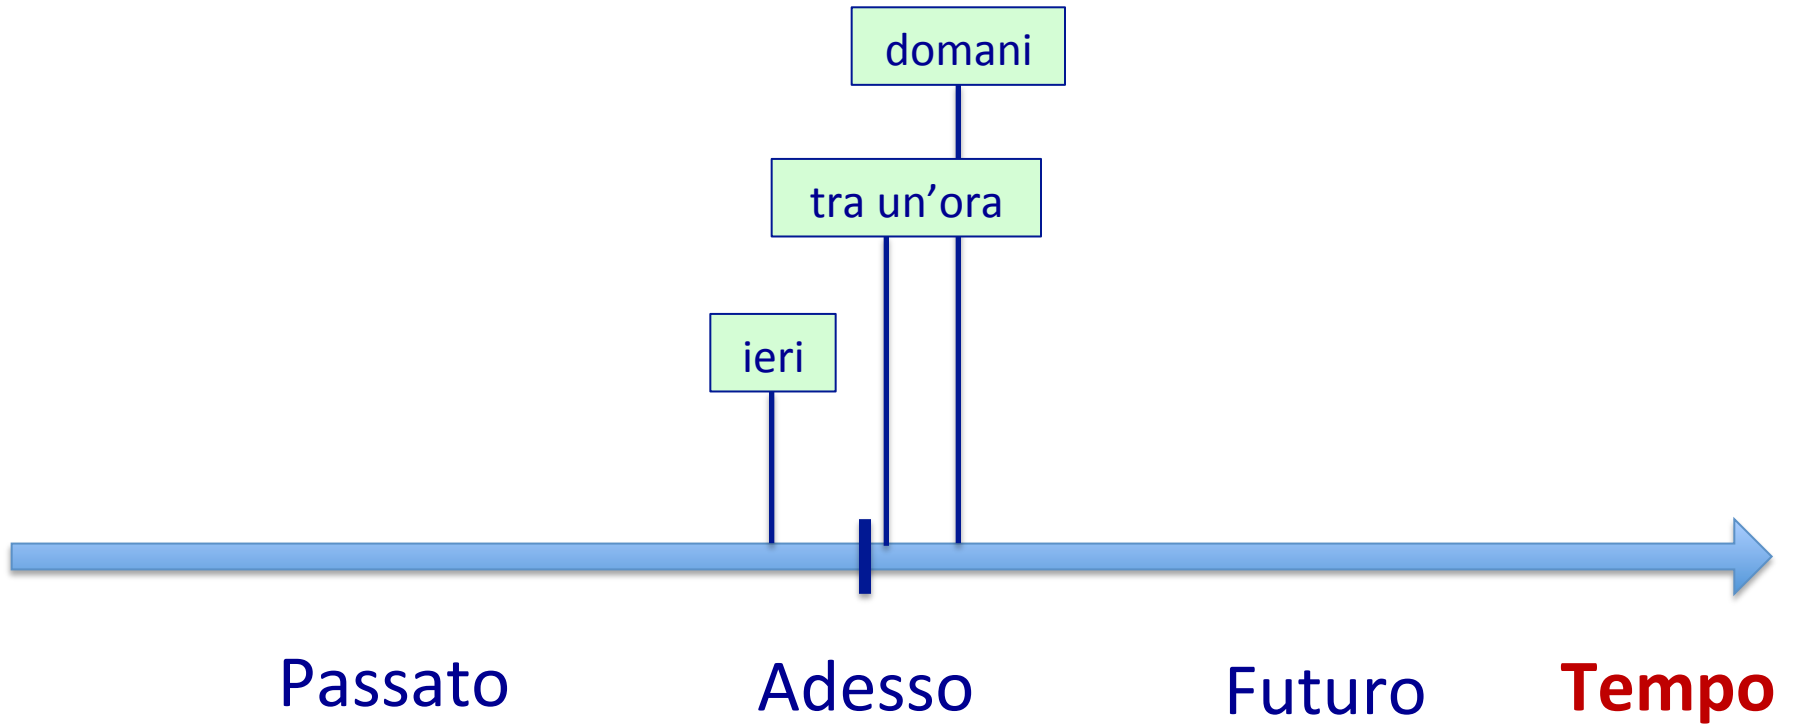 domani
tra un’ora
ieri
Passato
Adesso
Futuro
Tempo